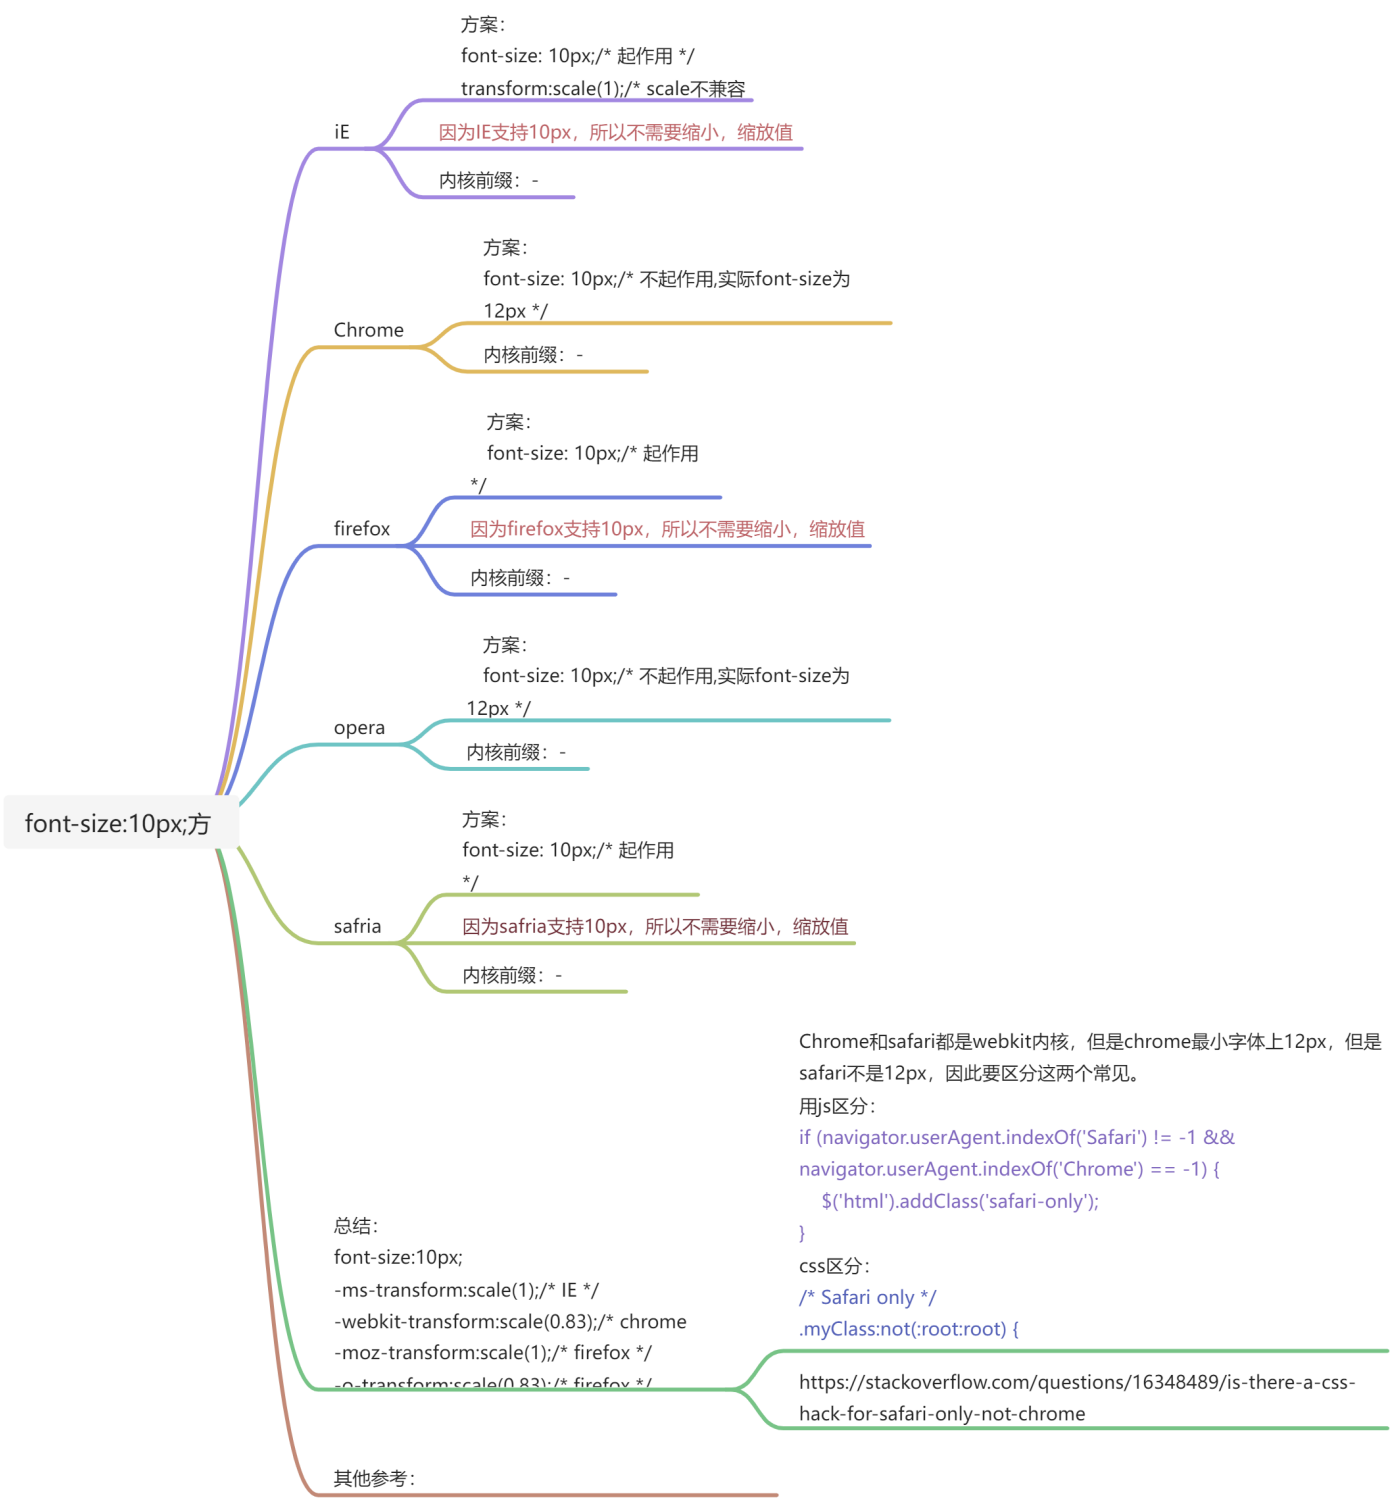 font-size:10px;方
iE
方案：
font-size: 10px;/* 起作用 */
transform:scale(1);/* scale不兼容
因为IE支持10px，所以不需要缩小，缩放值
内核前缀：-
Chrome
方案：
font-size: 10px;/* 不起作用,实际font-size为
12px */
内核前缀：-
firefox
方案：
font-size: 10px;/* 起作用
*/
因为firefox支持10px，所以不需要缩小，缩放值
内核前缀：-
opera
方案：
font-size: 10px;/* 不起作用,实际font-size为
12px */
内核前缀：-
safria
方案：
font-size: 10px;/* 起作用
*/
因为safria支持10px，所以不需要缩小，缩放值
内核前缀：-
总结：
font-size:10px;
-ms-transform:scale(1);/* IE */
-webkit-transform:scale(0.83);/* chrome
-moz-transform:scale(1);/* firefox */
-o-transform:scale(0.83);/* firefox */
Chrome和safari都是webkit内核，但是chrome最小字体上12px，但是
safari不是12px，因此要区分这两个常见。
用js区分：
if (navigator.userAgent.indexOf('Safari') != -1 &&
navigator.userAgent.indexOf('Chrome') == -1) {
$('html').addClass('safari-only');
}
css区分：
/* Safari only */
.myClass:not(:root:root) {
https://stackoverflow.com/questions/16348489/is-there-a-css-
hack-for-safari-only-not-chrome
其他参考：